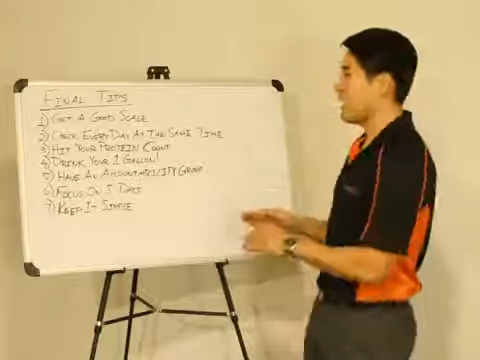 FINAL TIPS
1) GET A GOOD SCALE
2) CHECK EVERY DAY AT THE SAME TIME
3) HIT YOUR PROTEIN COUNT
4) DRINK YOUR 1 GALLON!
5) HAVE AN ACCOUNTABILITY GROUP
6) FOCUS ON 5 DAYS
7) KEEP IT SIMPLE